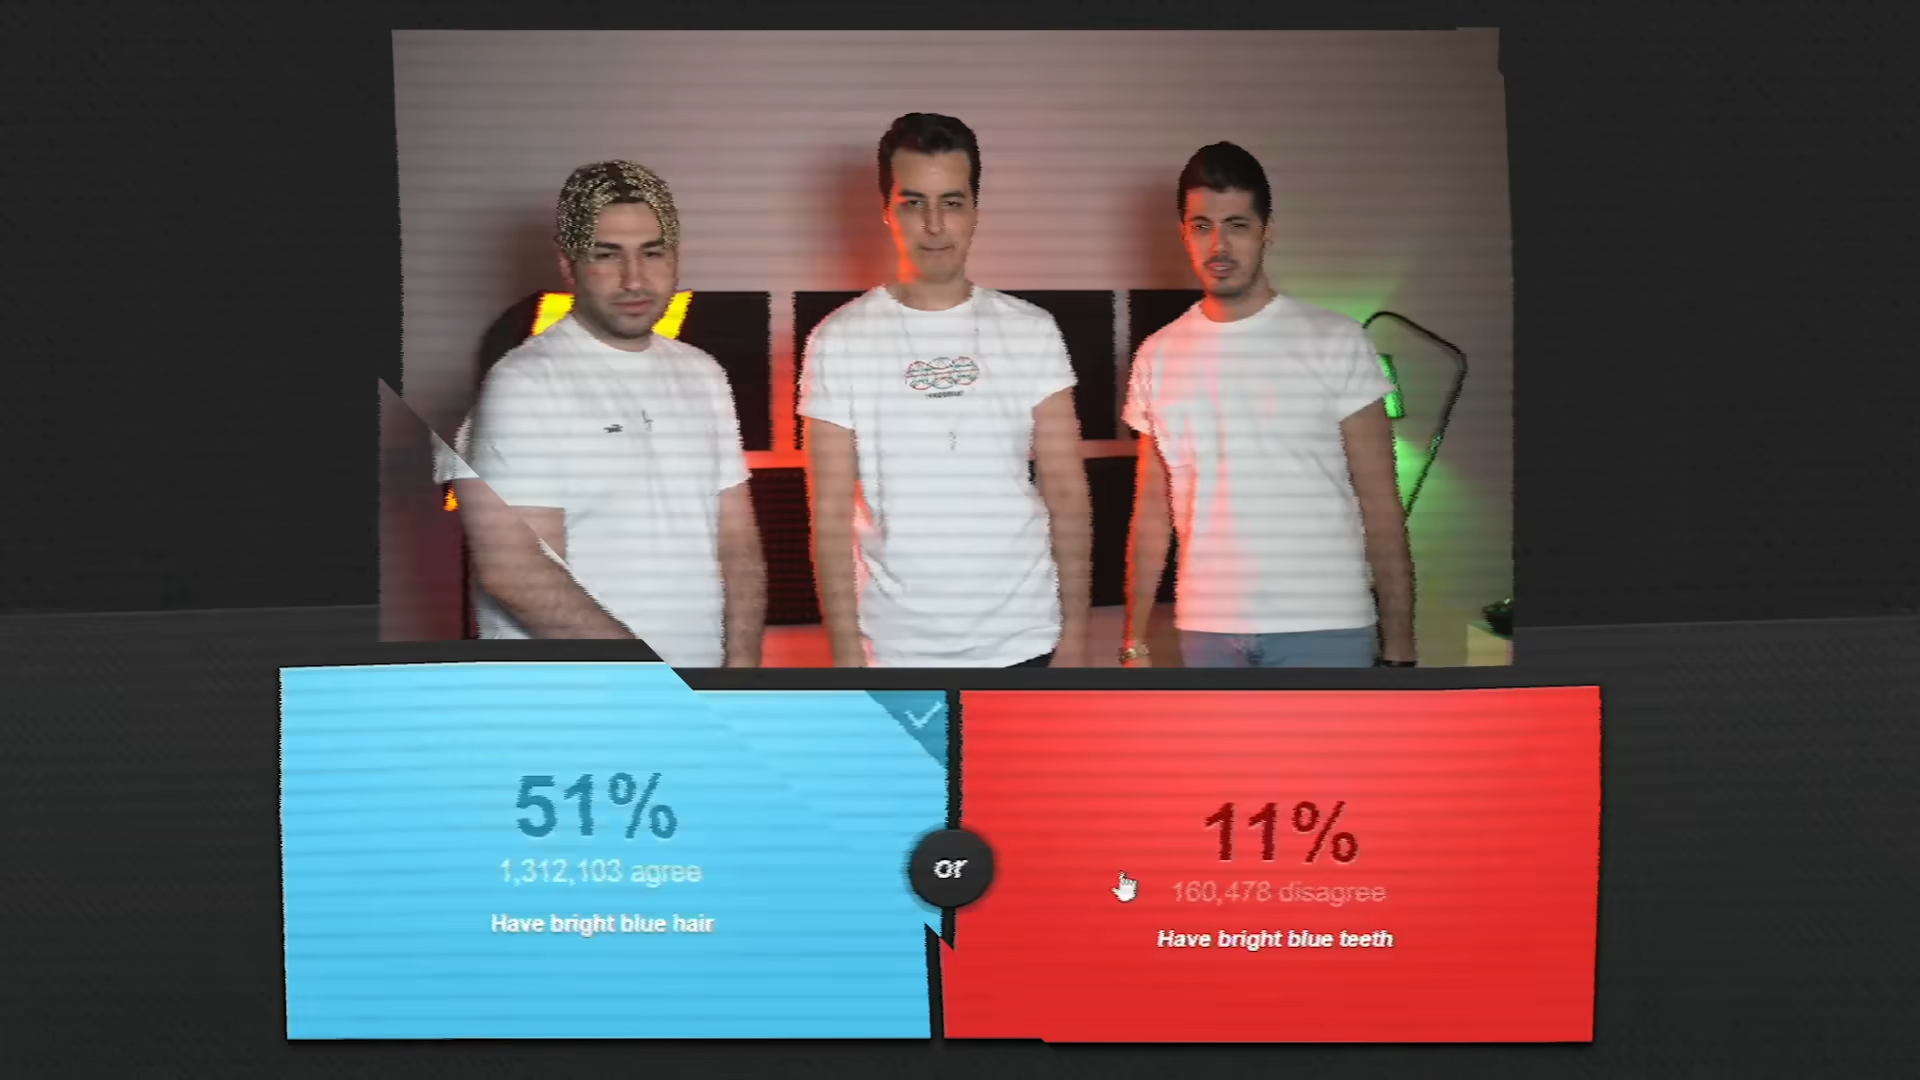 51%
1,312,103 agree
Have bright blue hair
or
11%
160,478 disagree
Have bright blue teeth